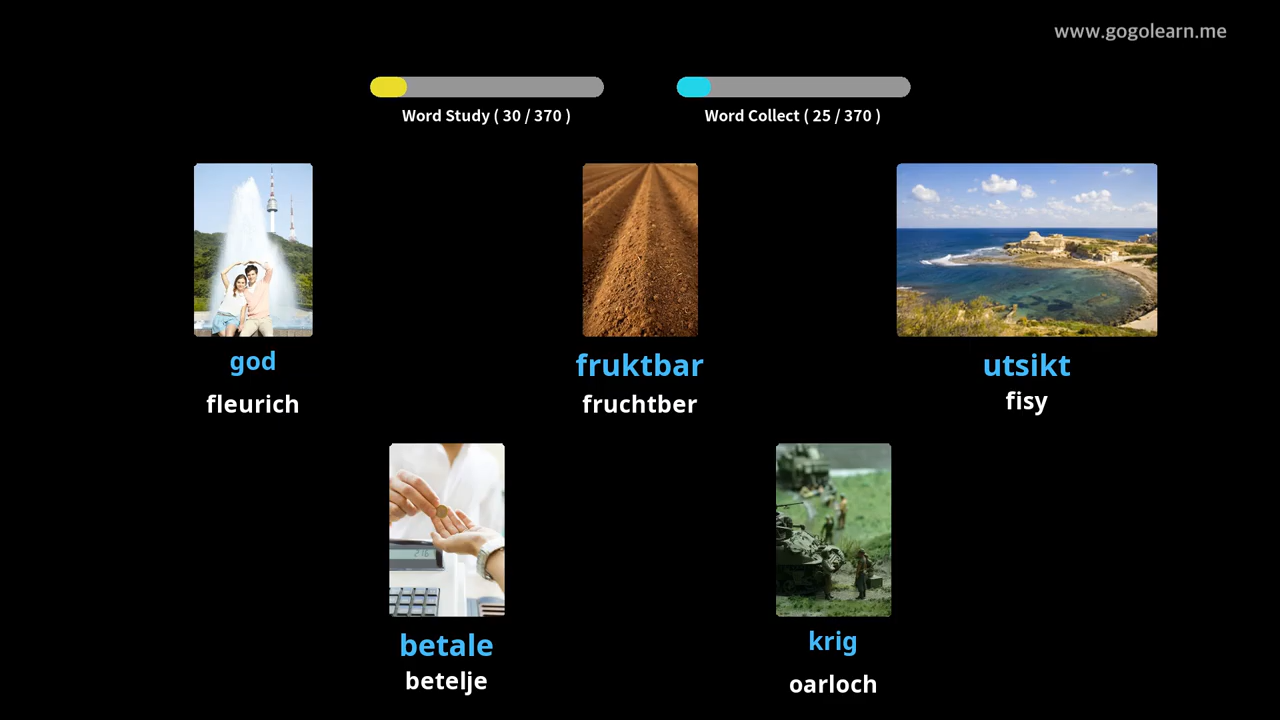 www.gogolearn.me
Word Study ( 30 / 370 )
Word Collect ( 25 / 370 )
god
fleurich
fruktbar
fruchtber
utsikt
fisy
betale
betelje
krig
oarloch